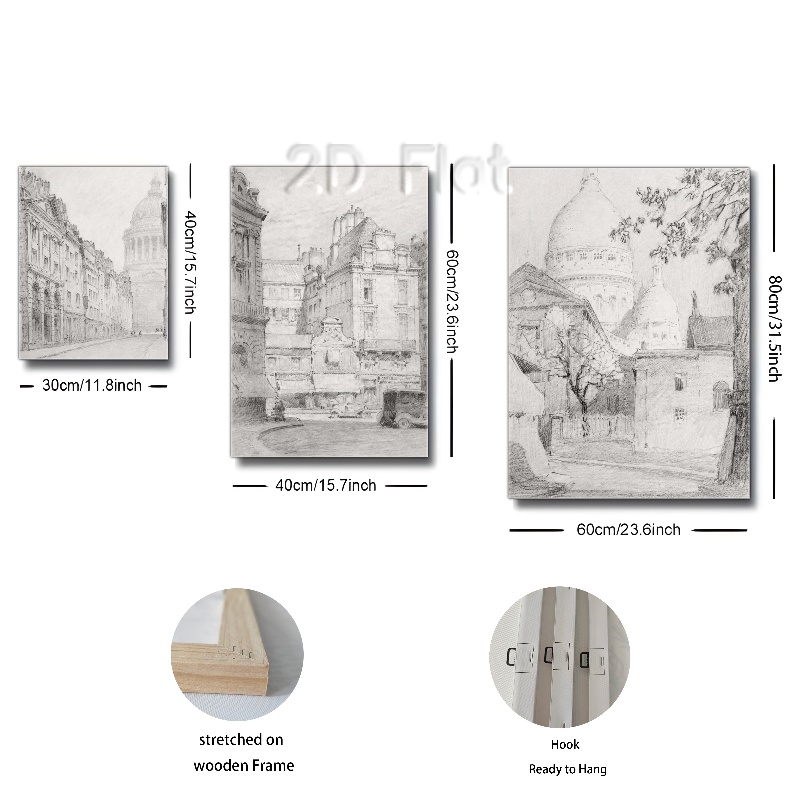 2D Flat
40cm/15.7inch
30cm/11.8inch
60cm/23.6inch
40cm/15.7inch
80cm/31.5inch
60cm/23.6inch
stretched on
wooden Frame
Hook
Ready to Hang